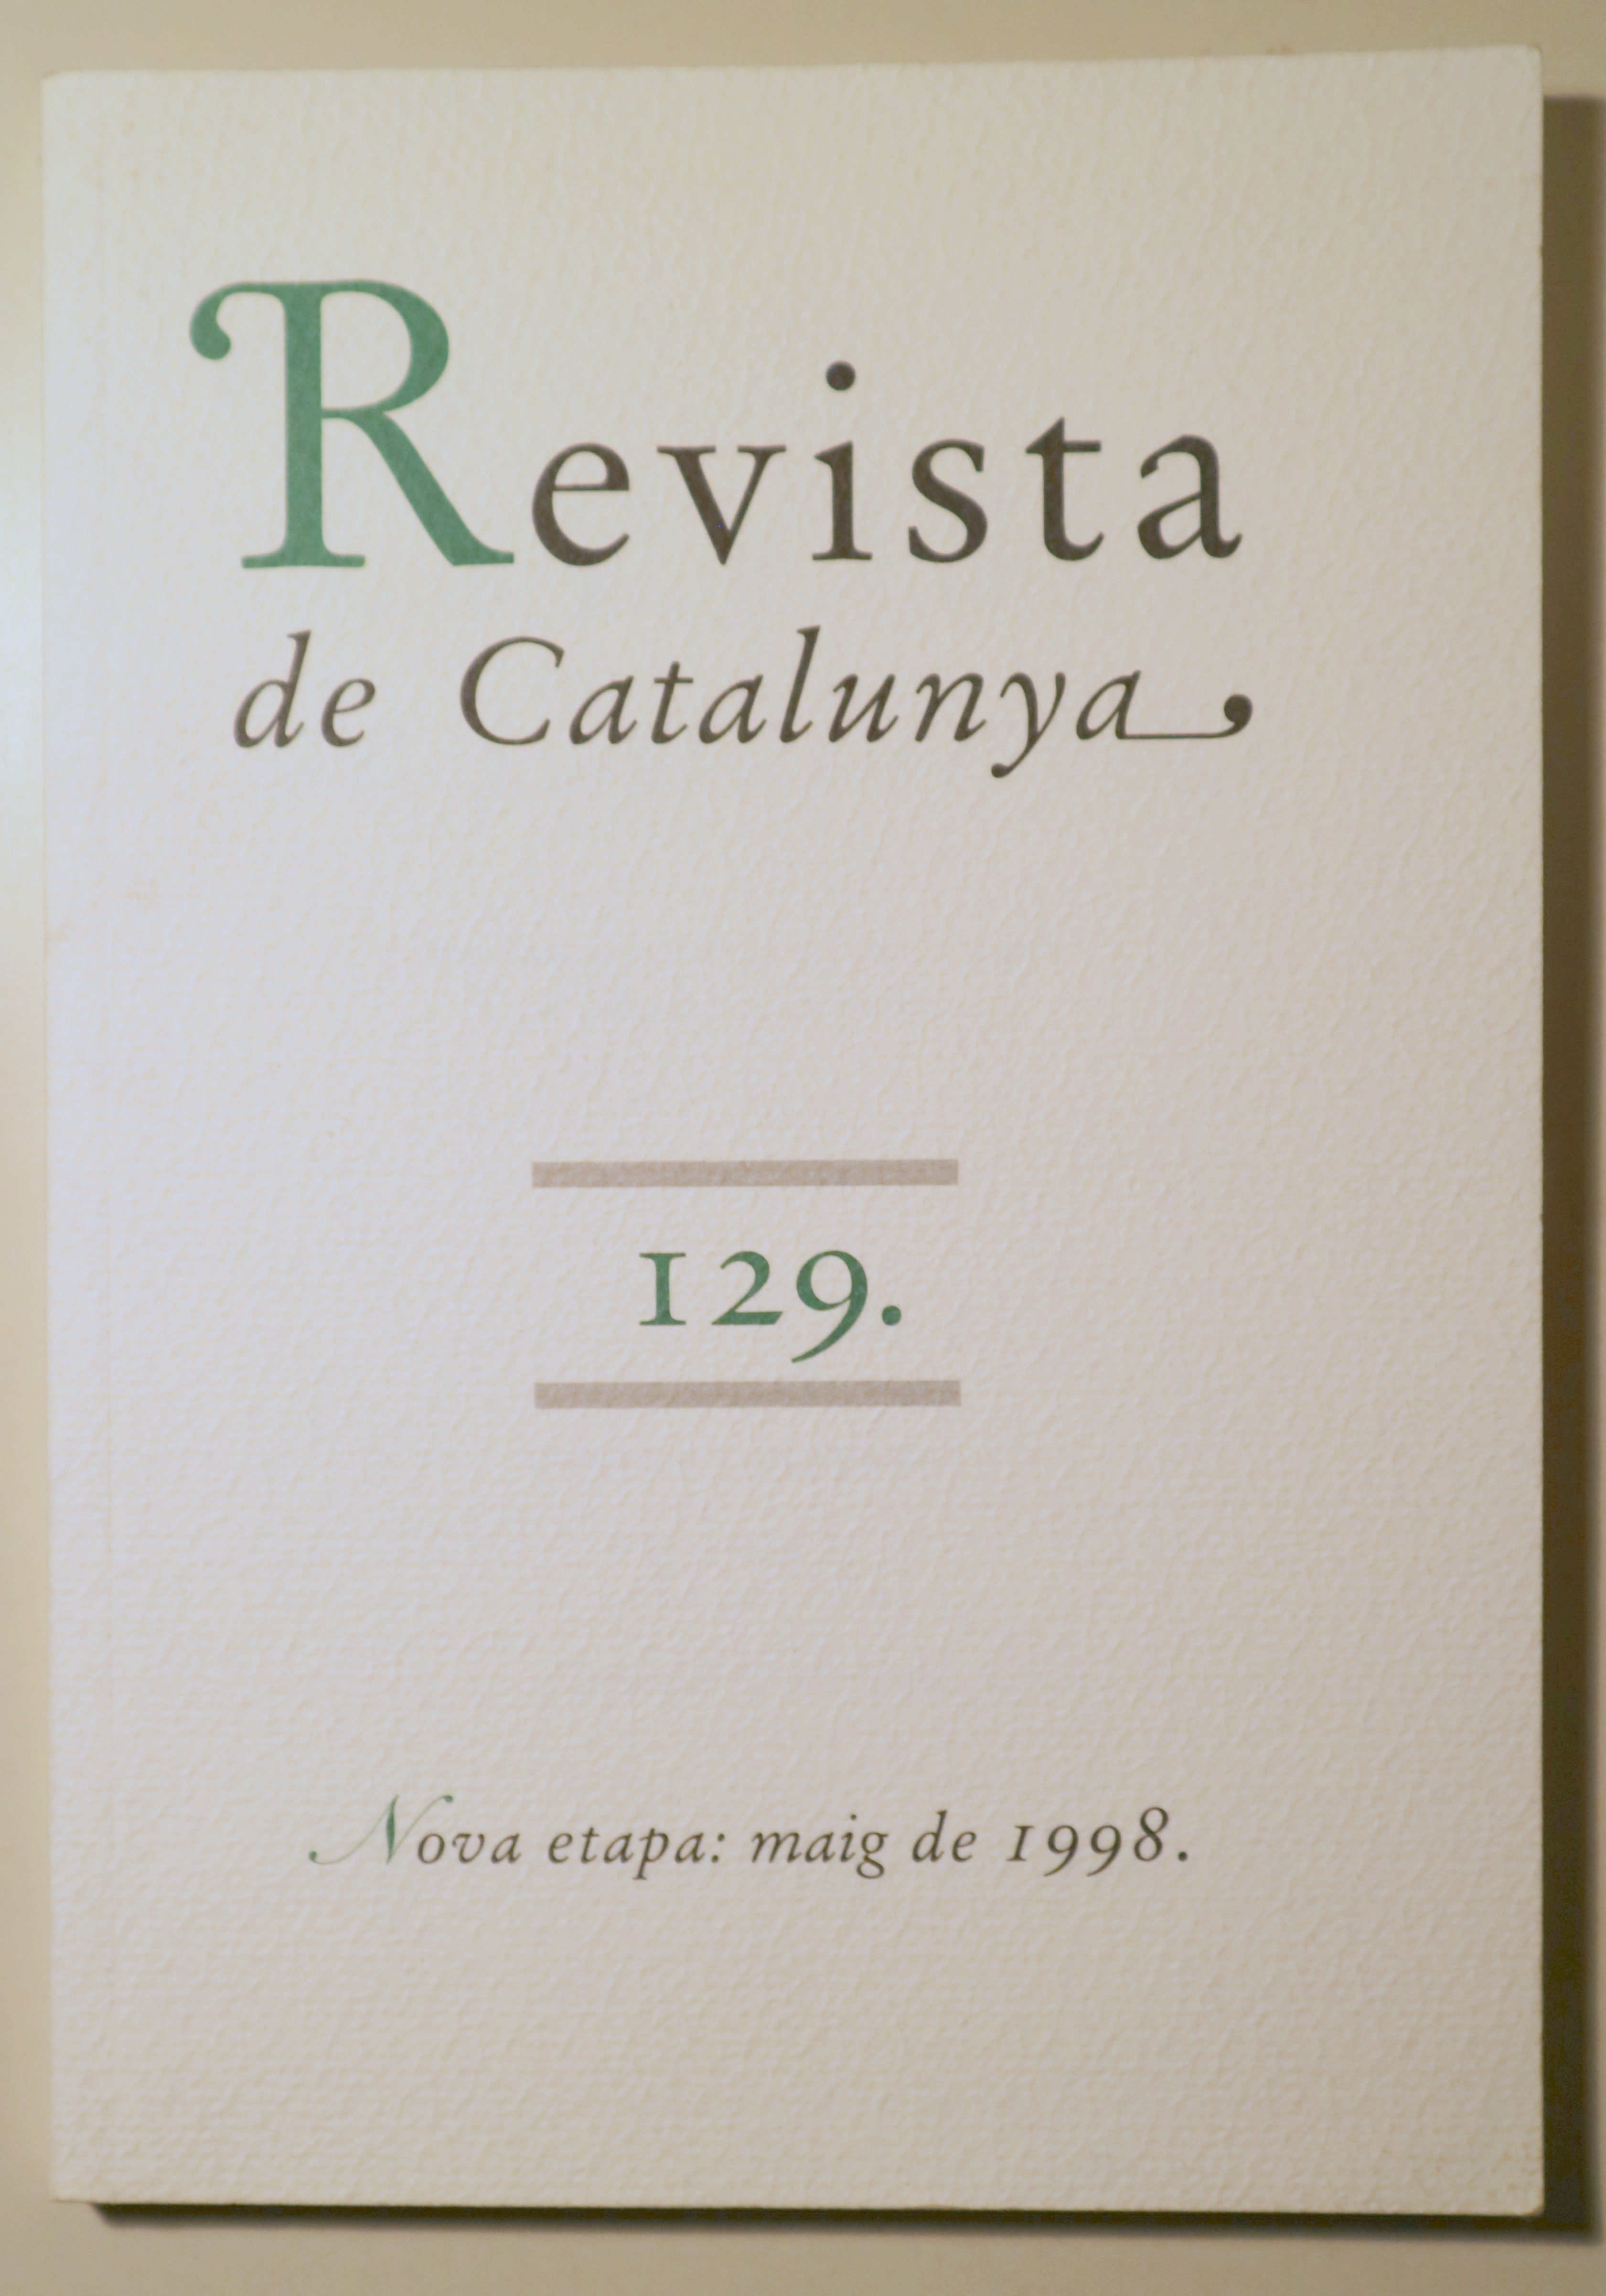 Revista
de Catalunya
129.
Nova etapa: maig de 1998.